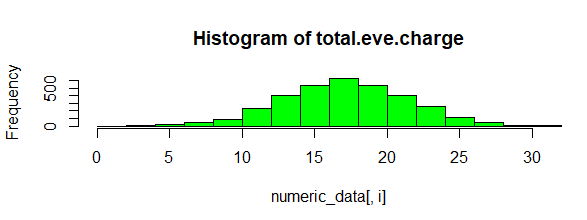 Histogram of total.eve.charge
Frequency
500
0
0 5 10 15 20 25 30
numeric_data[, i]